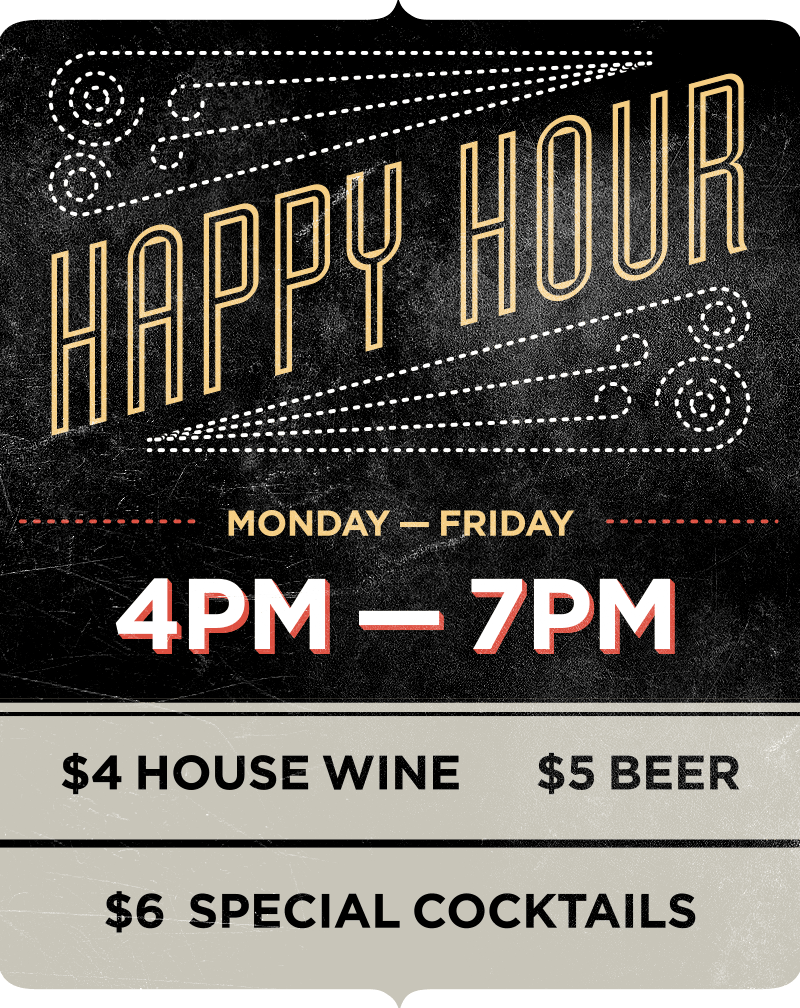 HAPPY HOUR
MONDAY — FRIDAY
4PM — 7PM
$4 HOUSE WINE $5 BEER
$6 SPECIAL COCKTAILS